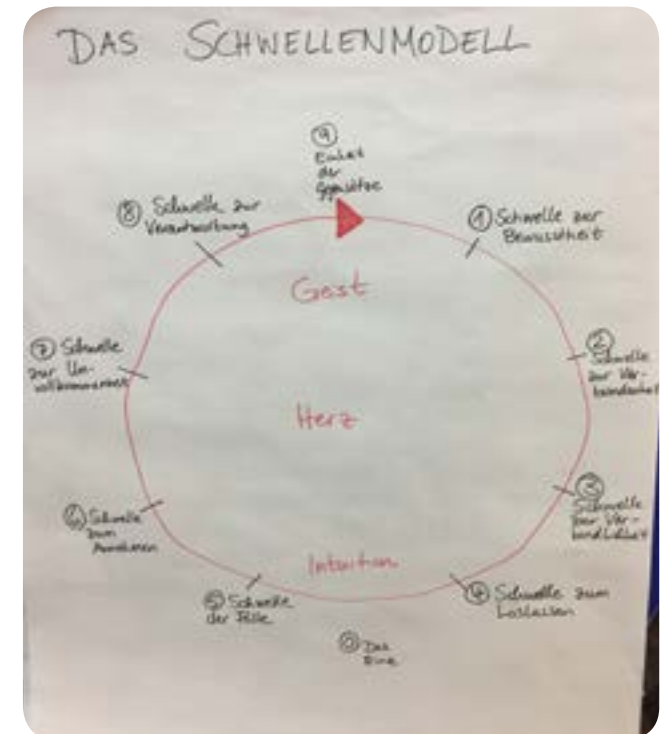 DAS SCHWELLENMODELL
⑨
Einheit
der
Gegensätze
① Schwelle zur
Bewusstheit
②
Schwelle
zur Ver-
bundenheit
③
Schwelle
zur Ver-
bindlichkeit
④ Schwelle zum
Loslassen
⓪ Das
Eine
⑤ Schwelle
der Fülle
⑥ Schwelle
zum
Annehmen
⑦ Schwelle
zur Un-
vollkommenheit
⑧ Schwelle zur
Verantwortung
Geist
Herz
Intuition